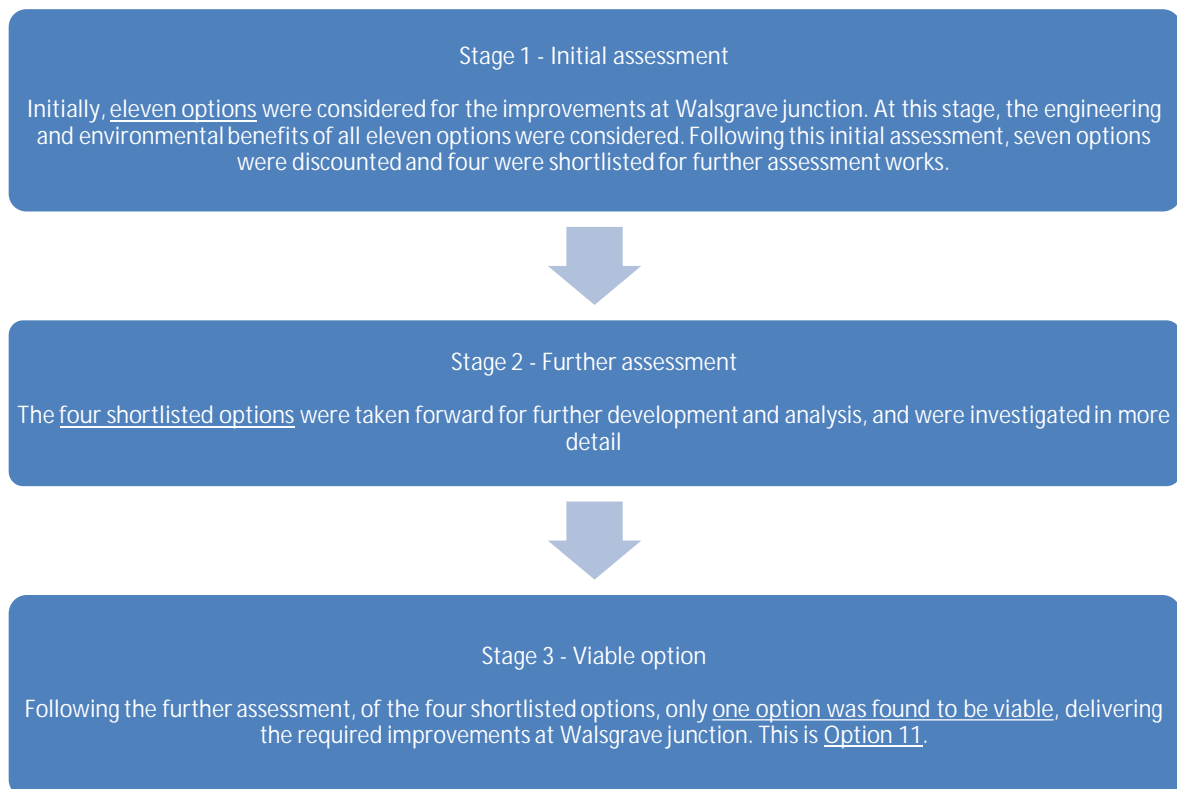 Stage 1 - Initial assessment
Initially, eleven options were considered for the improvements at Walsgrave junction. At this stage, the engineering
and environmental benefits of all eleven options were considered. Following this initial assessment, seven options
were discounted and four were shortlisted for further assessment works.
Stage 2 - Further assessment
The four shortlisted options were taken forward for further development and analysis, and were investigated in more
detail
Stage 3 - Viable option
Following the further assessment, of the four shortlisted options, only one option was found to be viable, delivering
the required improvements at Walsgrave junction. This is Option 11.